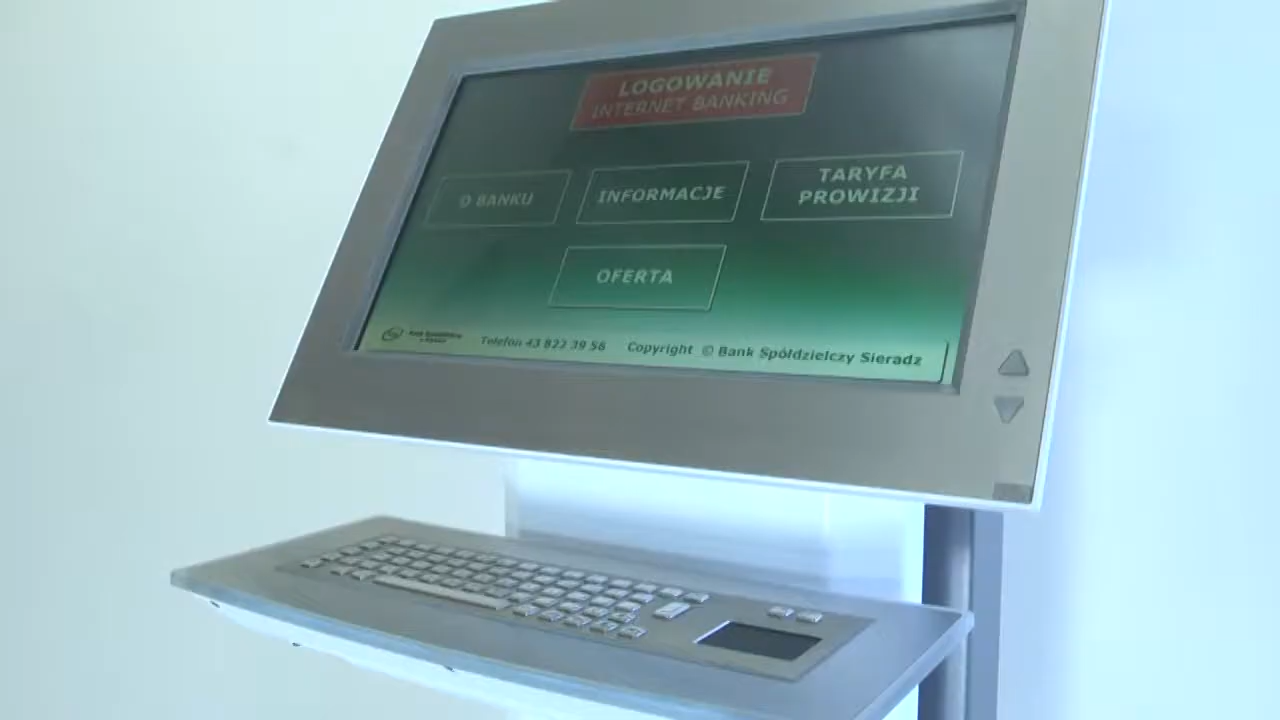 LOGOWANIE
INTERNET BANKING
O BANKU
INFORMACJE
TARYFA
PROWIZJI
OFERTA
Telefon 43 822 39 56
Copyright © Bank Spółdzielczy Sieradz